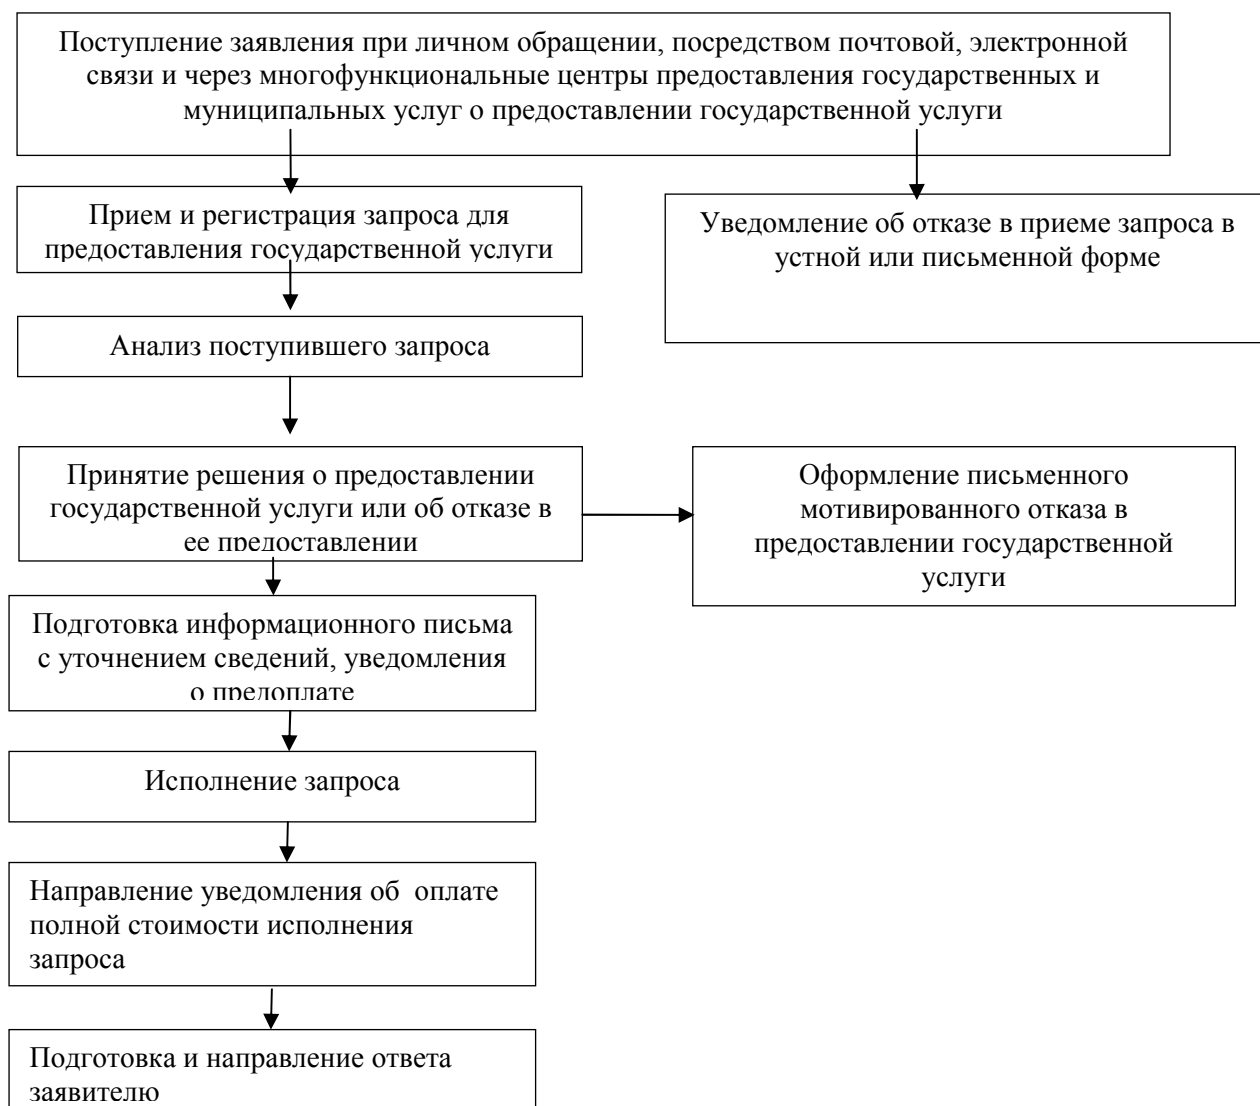 Поступление заявления при личном обращении, посредством почтовой, электронной
связи и через многофункциональные центры предоставления государственных и
муниципальных услуг о предоставлении государственной услуги
Прием и регистрация запроса для
предоставления государственной услуги
Уведомление об отказе в приеме запроса в
устной или письменной форме
Анализ поступившего запроса
Принятие решения о предоставлении
государственной услуги или об отказе в
ее предоставлении
Оформление письменного
мотивированного отказа в
предоставлении государственной
услуги
Подготовка информационного письма
с уточнением сведений, уведомления
о предоплате
Исполнение запроса
Направление уведомления об  оплате
полной стоимости исполнения
запроса
Подготовка и направление ответа
заявителю